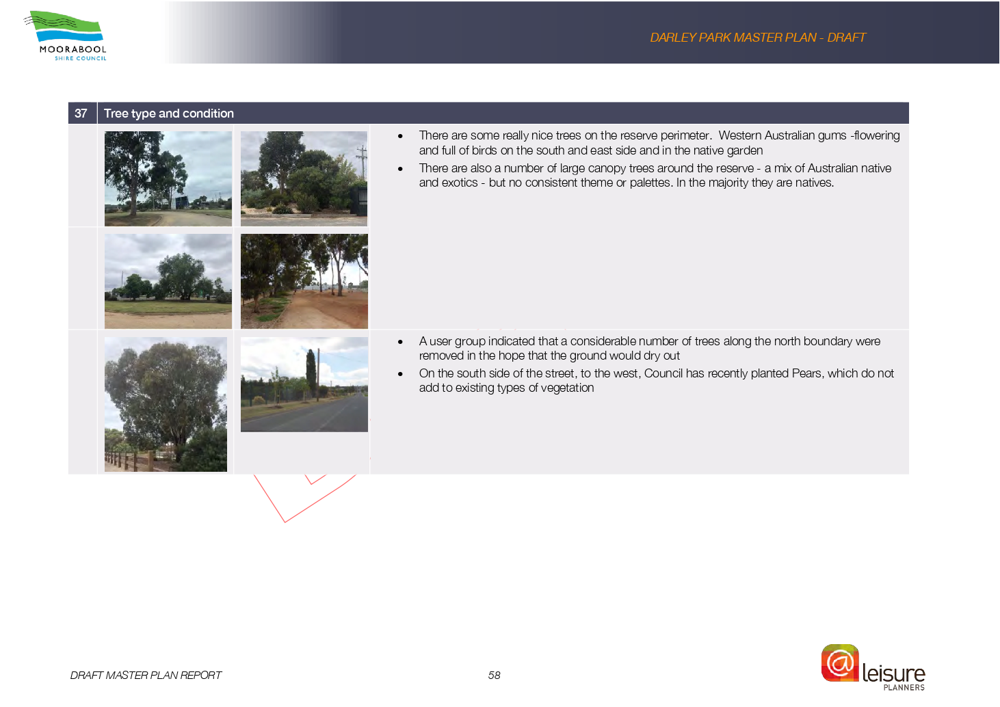 MOORABOOL
SHIRE COUNCIL
DARLEY PARK MASTER PLAN - DRAFT
37 Tree type and condition
• There are some really nice trees on the reserve perimeter.  Western Australian gums -flowering
and full of birds on the south and east side and in the native garden
• There are also a number of large canopy trees around the reserve - a mix of Australian native
and exotics - but no consistent theme or palettes. In the majority they are natives.
• A user group indicated that a considerable number of trees along the north boundary were
removed in the hope that the ground would dry out
• On the south side of the street, to the west, Council has recently planted Pears, which do not
add to existing types of vegetation
DRAFT MASTER PLAN REPORT
58
@leisure
PLANNERS